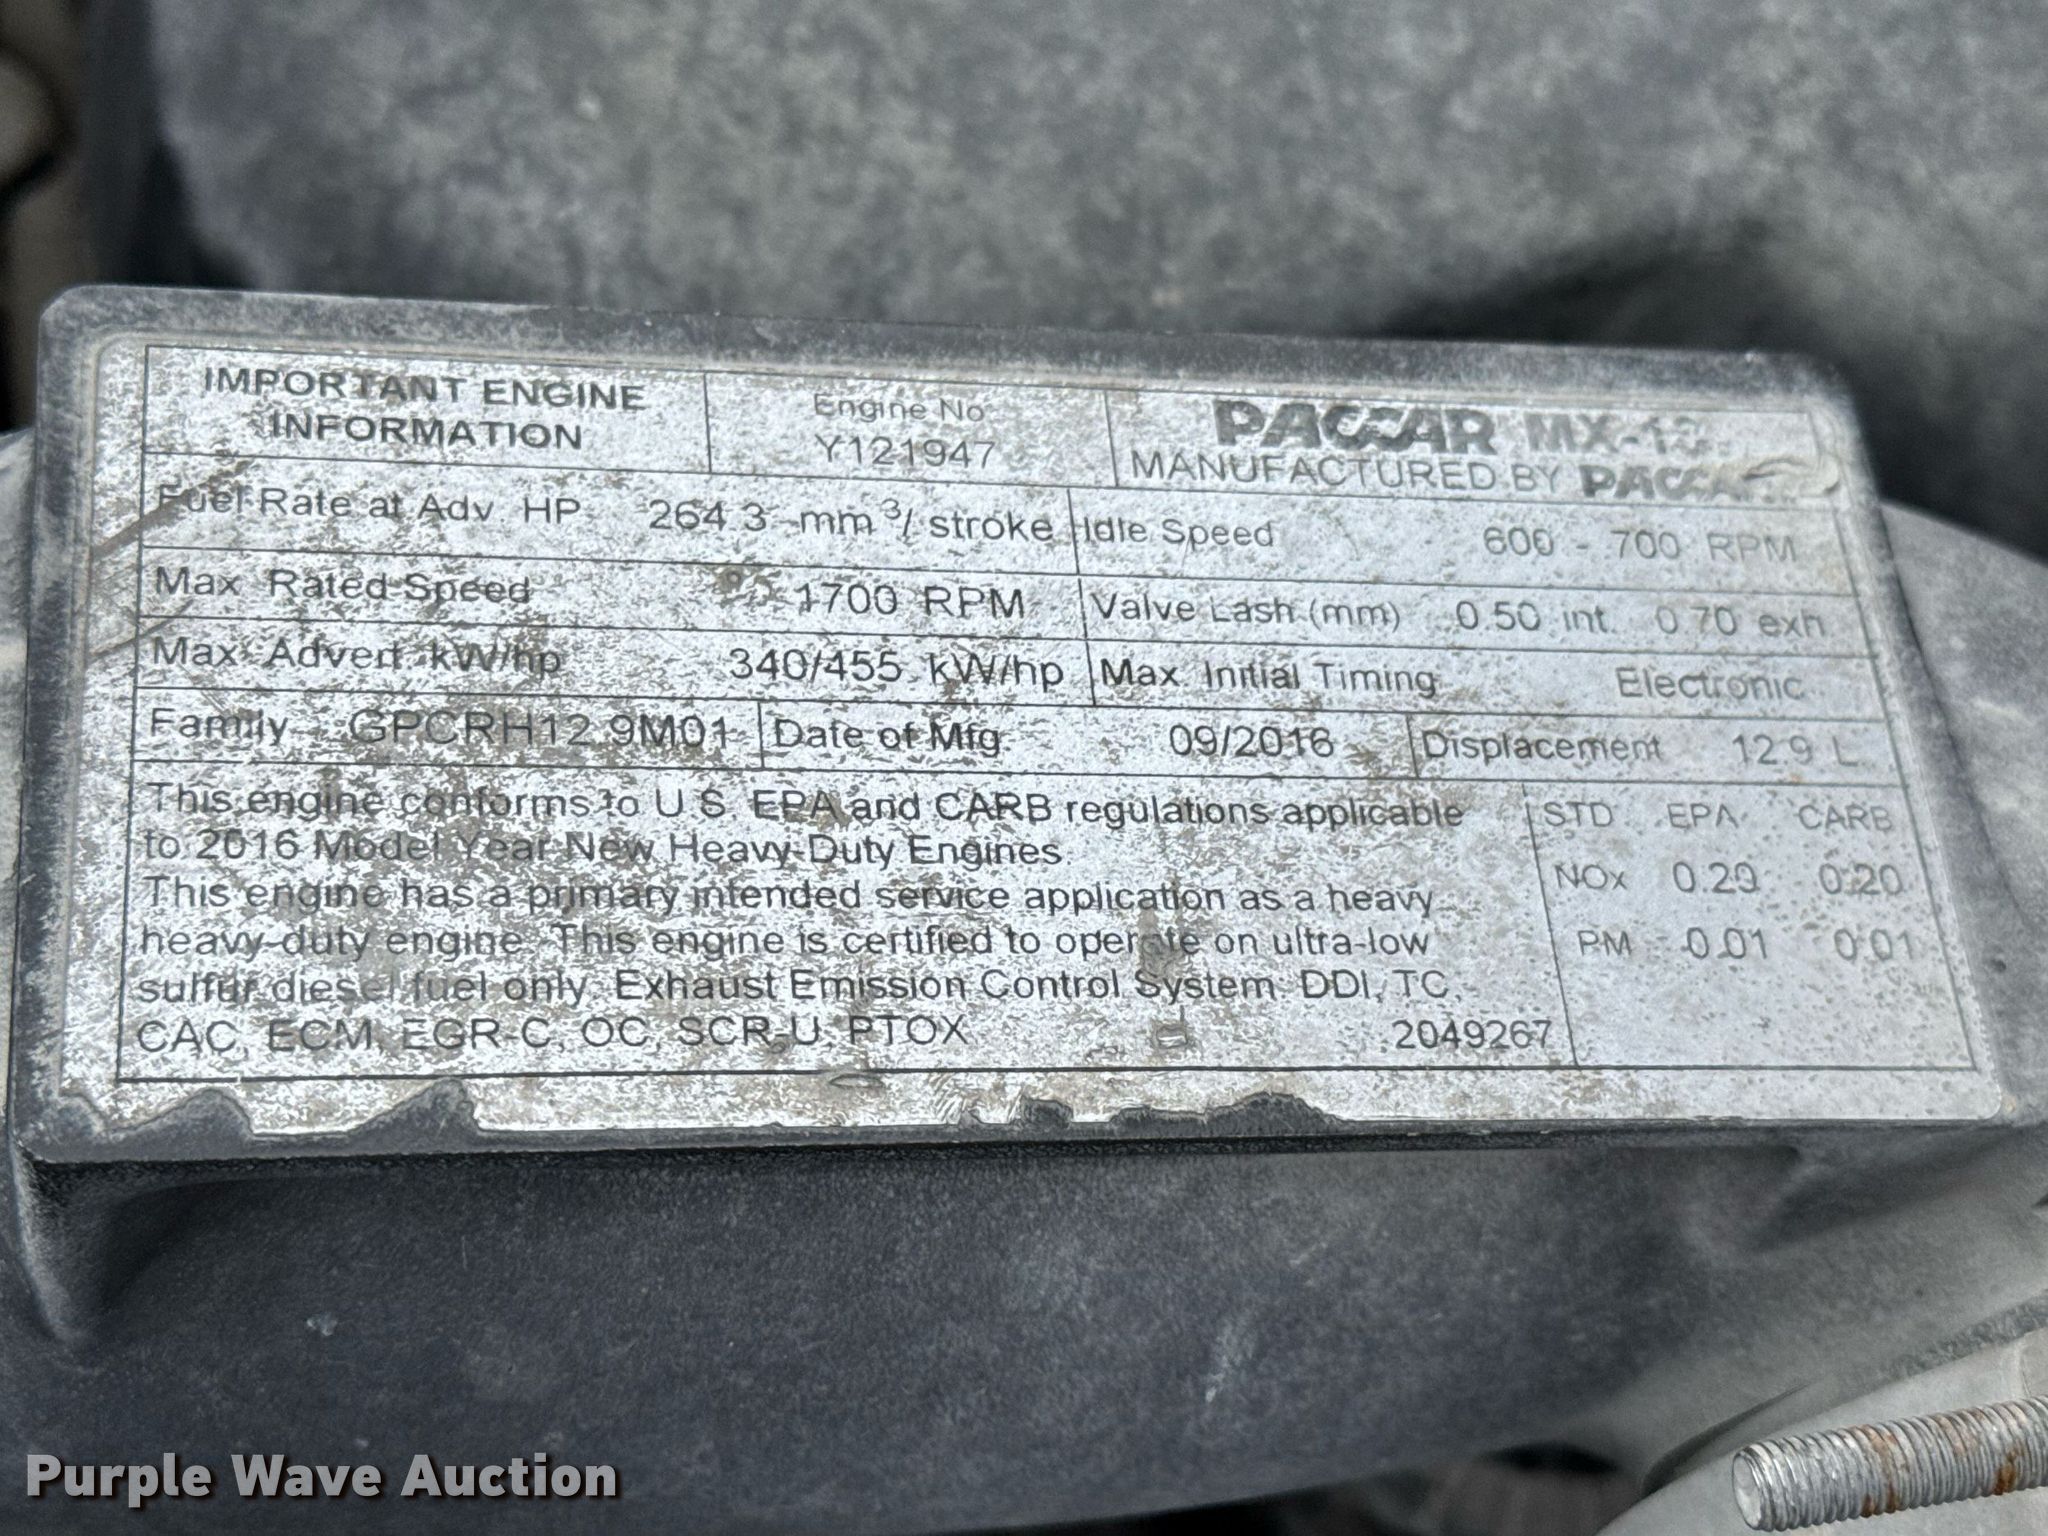 IMPORTANT ENGINE
INFORMATION
Engine No
Y121947
PACCAR MX-13
MANUFACTURED BY PACCAR
Fuel Rate at Adv. HP 264.3 mm3/ stroke
Idle Speed 600 - 700 RPM
Max Rated Speed 1700 RPM
Valve Lash (mm) 0.50 int. 0.70 exh
Max Advert. kW/hp 340/455 kW/hp
Max. Initial Timing Electronic
Family GPCRH12.9M01
Date of Mfg. 09/2016
Displacement 12.9 L
This engine conforms to U.S. EPA and CARB regulations applicable
to 2016 Model Year New Heavy-Duty Engines.
This engine has a primary intended service application as a heavy
heavy-duty engine. This engine is certified to operate on ultra-low
sulfur diesel fuel only. Exhaust Emission Control System: DDI, TC,
CAC, ECM, EGR-C, OC, SCR-U, PTOX 2049267
STD EPA CARB
NOx 0.20 0.20
PM 0.01 0.01
Purple Wave Auction